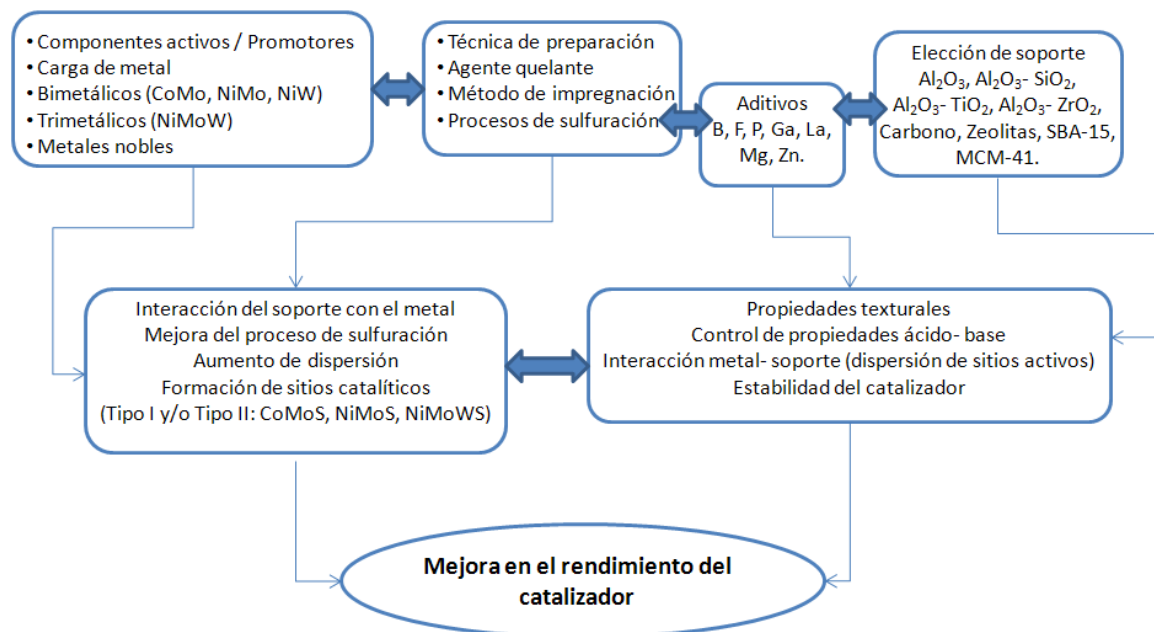 • Componentes activos / Promotores
• Carga de metal
• Bimetálicos (CoMo, NiMo, NiW)
• Trimetálicos (NiMoW)
• Metales nobles
• Técnica de preparación
• Agente quelante
• Método de impregnación
• Procesos de sulfuración
Aditivos
B, F, P, Ga, La,
Mg, Zn.
Elección de soporte
Al₂O₃, Al₂O₃- SiO₂,
Al₂O₃- TiO₂, Al₂O₃- ZrO₂,
Carbono, Zeolitas, SBA-15,
MCM-41.
Interacción del soporte con el metal
Mejora del proceso de sulfuración
Aumento de dispersión
Formación de sitios catalíticos
(Tipo I y/o Tipo II: CoMoS, NiMoS, NiMoWS)
Propiedades texturales
Control de propiedades ácido- base
Interacción metal- soporte (dispersión de sitios activos)
Estabilidad del catalizador
Mejora en el rendimiento del
catalizador